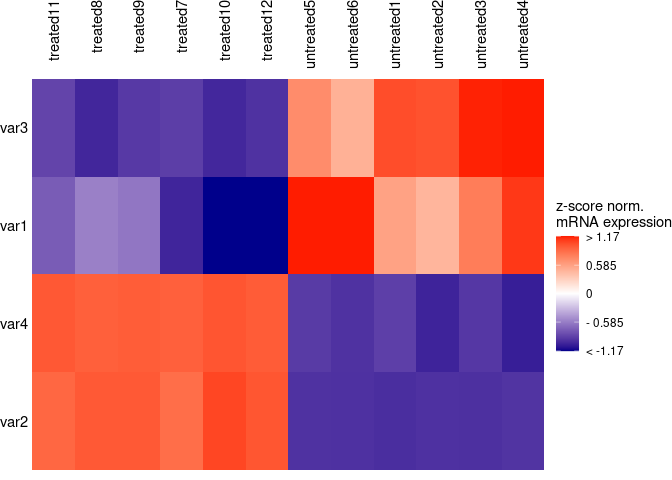 treated11
treated8
treated9
treated7
treated10
treated12
untreated5
untreated6
untreated1
untreated2
untreated3
untreated4
var3
var1
var4
var2
z-score norm.
mRNA expression
> 1.17
0.585
0
- 0.585
< -1.17